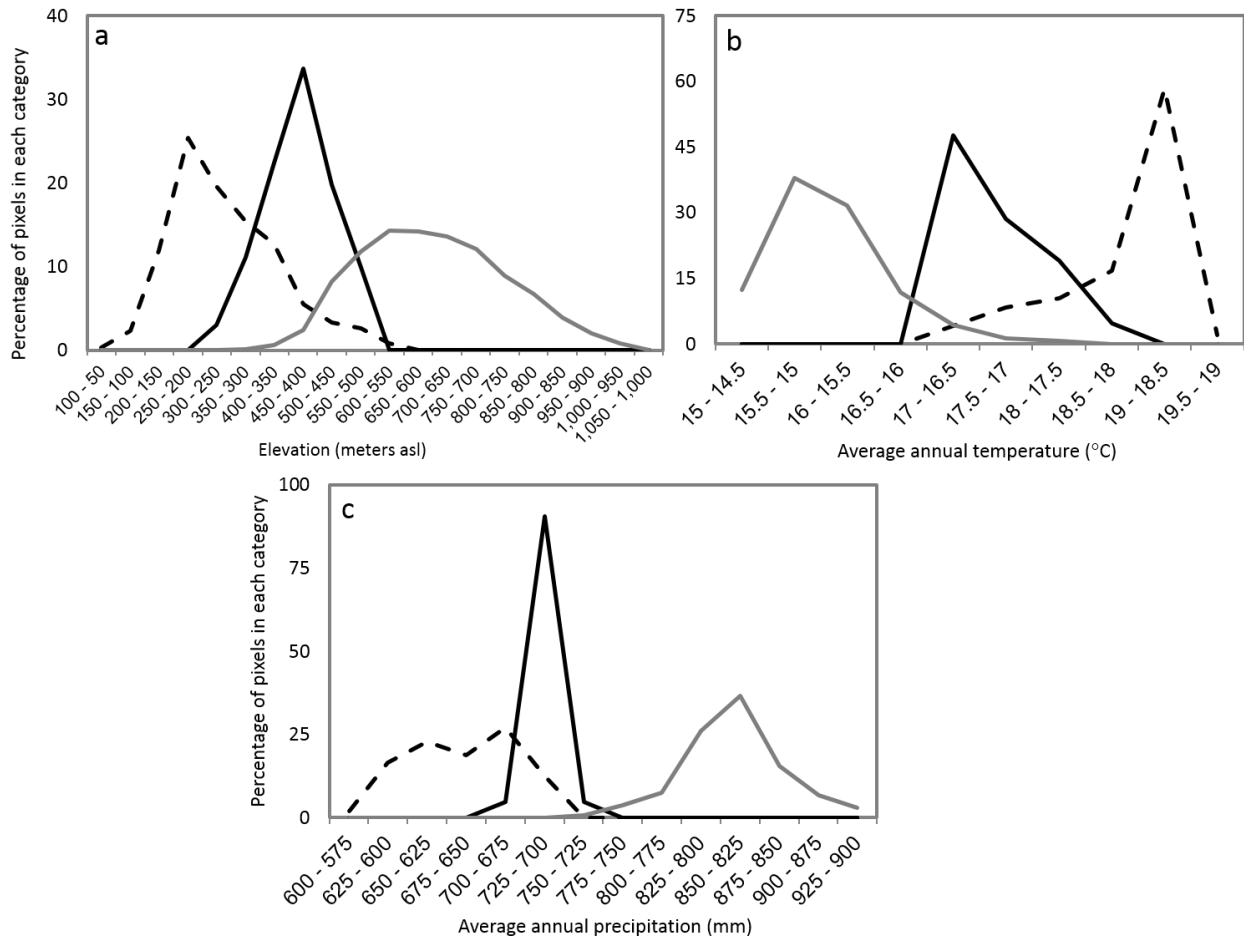 a
Percentage of pixels in each category
40
30
20
10
0
100 - 50
150 - 100
200 - 150
250 - 200
300 - 250
350 - 300
400 - 350
450 - 400
500 - 450
550 - 500
600 - 550
650 - 600
700 - 650
750 - 700
800 - 750
850 - 800
900 - 850
950 - 900
1,000 - 950
1,050 - 1,000
Elevation (meters asl)
b
75
60
45
30
15
0
15 - 14.5
15.5 - 15
16 - 15.5
16.5 - 16
17 - 16.5
17.5 - 17
18 - 17.5
18.5 - 18
19 - 18.5
19.5 - 19
Average annual temperature (°C)
c
Percentage of pixels in each category
100
75
50
25
0
600 - 575
625 - 600
650 - 625
675 - 650
700 - 675
725 - 700
750 - 725
775 - 750
800 - 775
825 - 800
850 - 825
875 - 850
900 - 875
925 - 900
Average annual precipitation (mm)